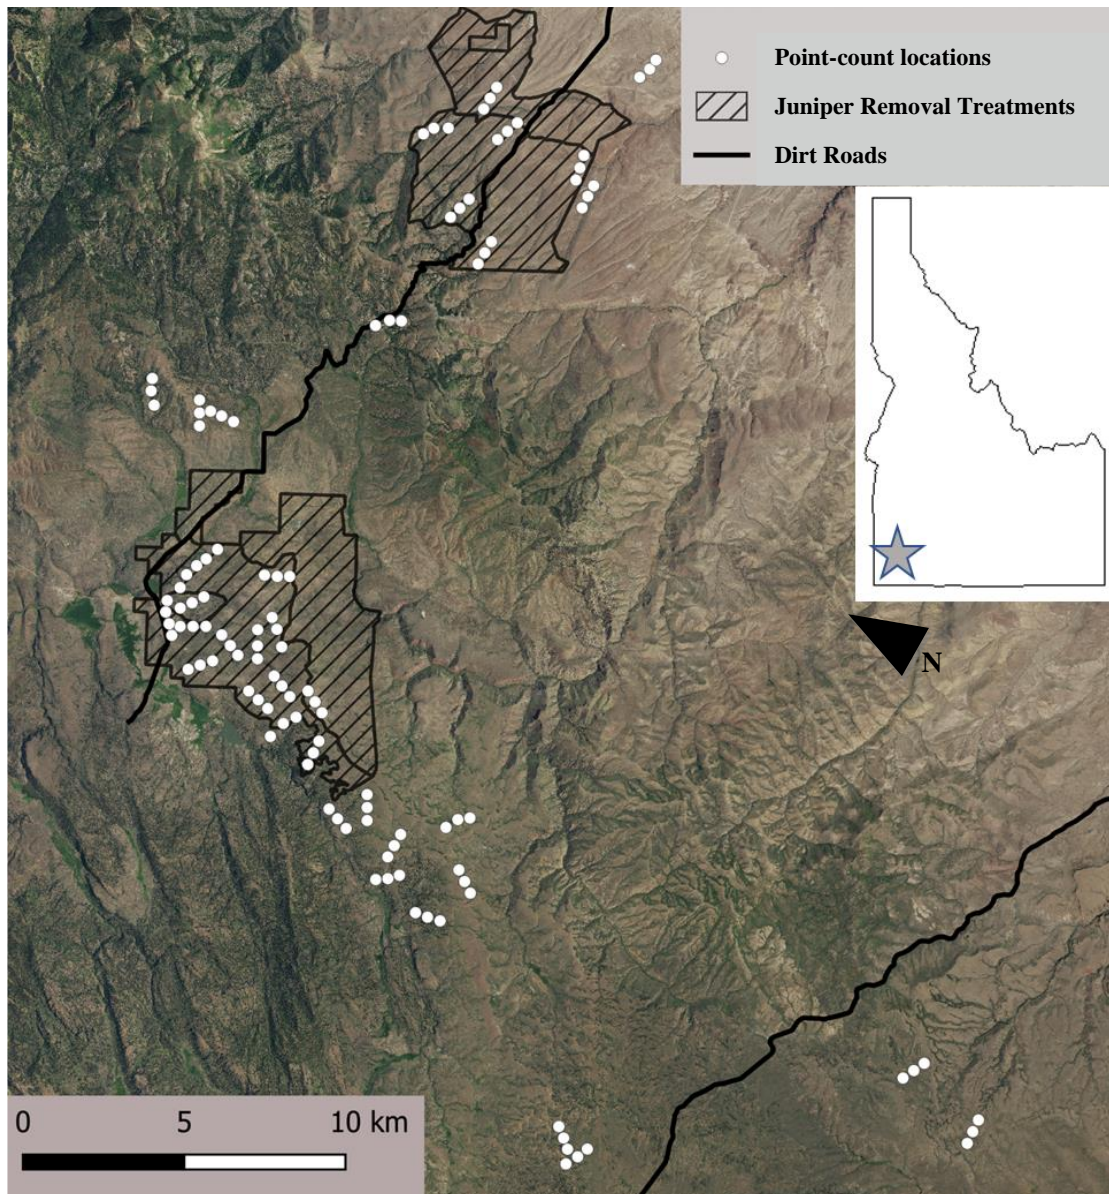 Point-count locations
Juniper Removal Treatments
Dirt Roads
N
0 5 10 km